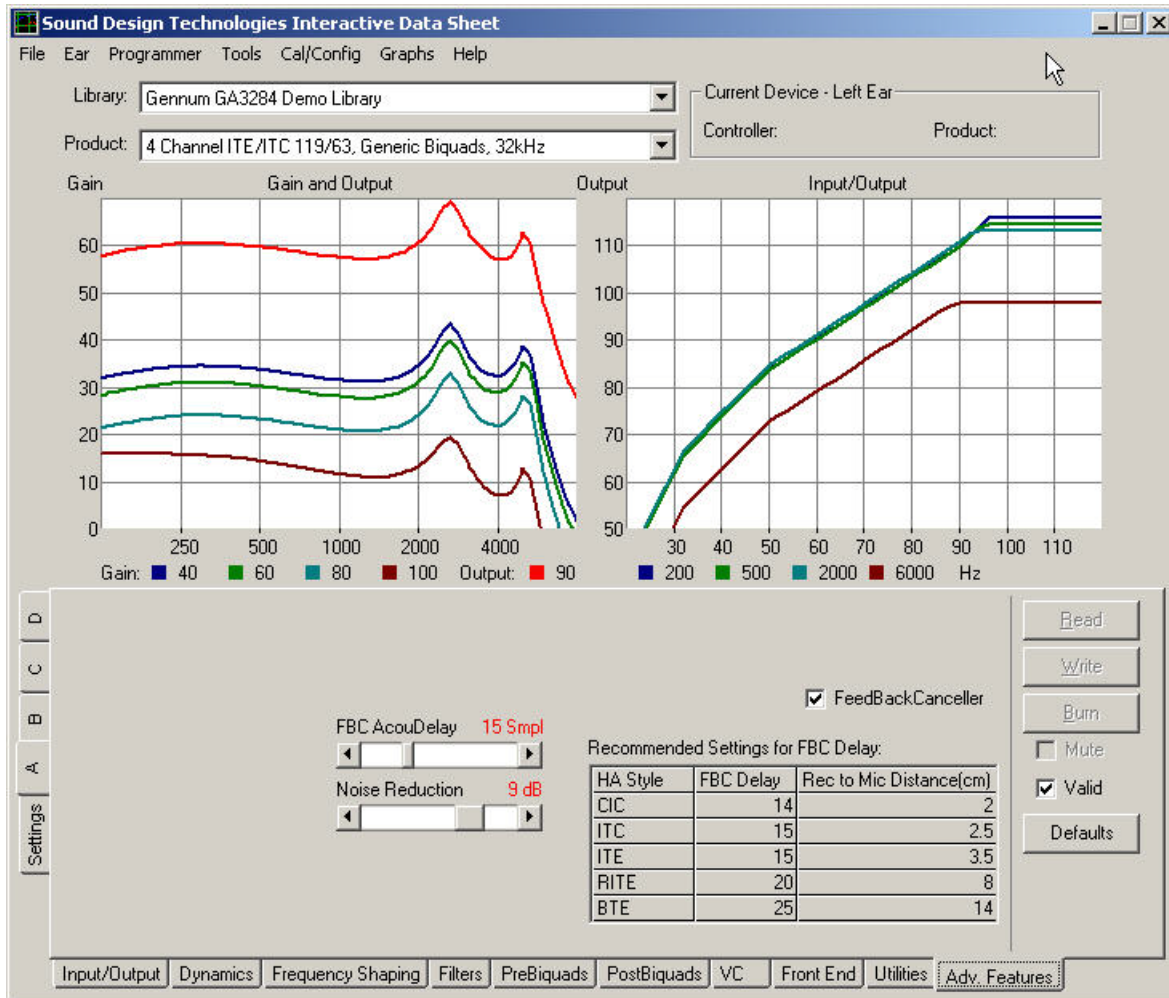 Sound Design Technologies Interactive Data Sheet
File Ear Programmer Tools Cal/Config Graphs Help
Library: Gennum GA3284 Demo Library
Current Device - Left Ear
Controller: Product:
Product: 4 Channel ITE/ITC 119/63, Generic Biquads, 32kHz
Gain Gain and Output Output Input/Output
60
50
40
30
20
10
0
250 500 1000 2000 4000
Gain: 40 60 80 100 Output: 90
110
100
90
80
70
60
50
30 40 50 60 70 80 90 100 110
200 500 2000 6000 Hz
D
C
B
A
Settings
FBC AcouDelay 15 Smpl
Noise Reduction 9 dB
FeedBackCanceller
Recommended Settings for FBC Delay:
HA Style FBC Delay Rec to Mic Distance(cm)
CIC 14 2
ITC 15 2.5
ITE 15 3.5
RITE 20 8
BTE 25 14
Read
Write
Burn
Mute
Valid
Defaults
Input/Output Dynamics Frequency Shaping Filters PreBiquads PostBiquads VC Front End Utilities Adv. Features